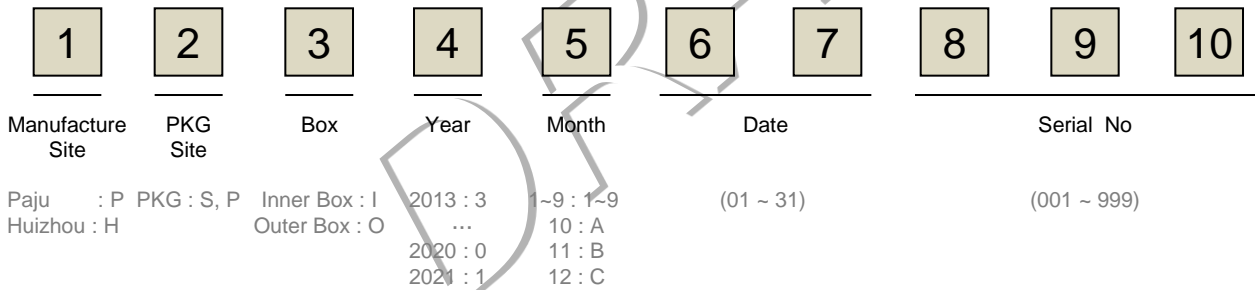 1 2 3 4 5 6 7 8 9 10
Manufacture Site PKG Site Box Year Month Date Serial No
Paju : P PKG : S, P Inner Box : I 2013 : 3 1~9 : 1~9 (01 ~ 31) (001 ~ 999)
Huizhou : H Outer Box : O ... 10 : A
2020 : 0 11 : B
2021 : 1 12 : C